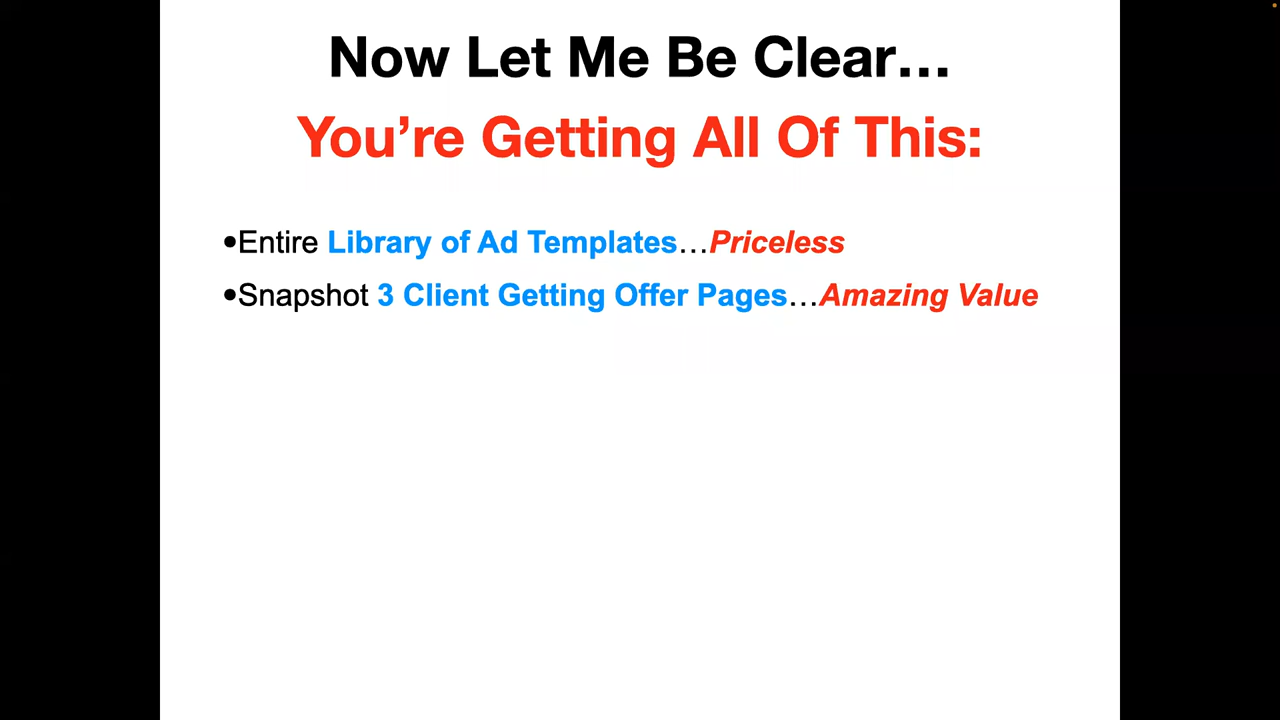 Now Let Me Be Clear…
You’re Getting All Of This:
•Entire Library of Ad Templates…Priceless
•Snapshot 3 Client Getting Offer Pages…Amazing Value